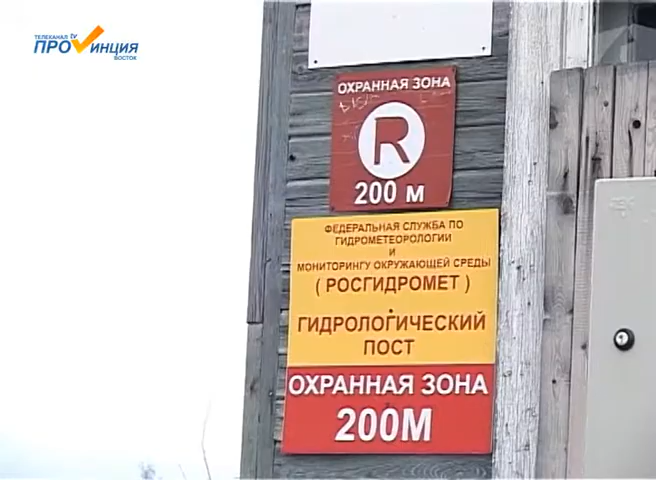 ТЕЛЕКАНАЛ tv
ПРОВИНЦИЯ
ВОСТОК
ОХРАННАЯ ЗОНА
R
200 м
ФЕДЕРАЛЬНАЯ СЛУЖБА ПО
ГИДРОМЕТЕОРОЛОГИИ
И
МОНИТОРИНГУ ОКРУЖАЮЩЕЙ СРЕДЫ
( РОСГИДРОМЕТ )
ГИДРОЛОГИЧЕСКИЙ
ПОСТ
ОХРАННАЯ ЗОНА
200М